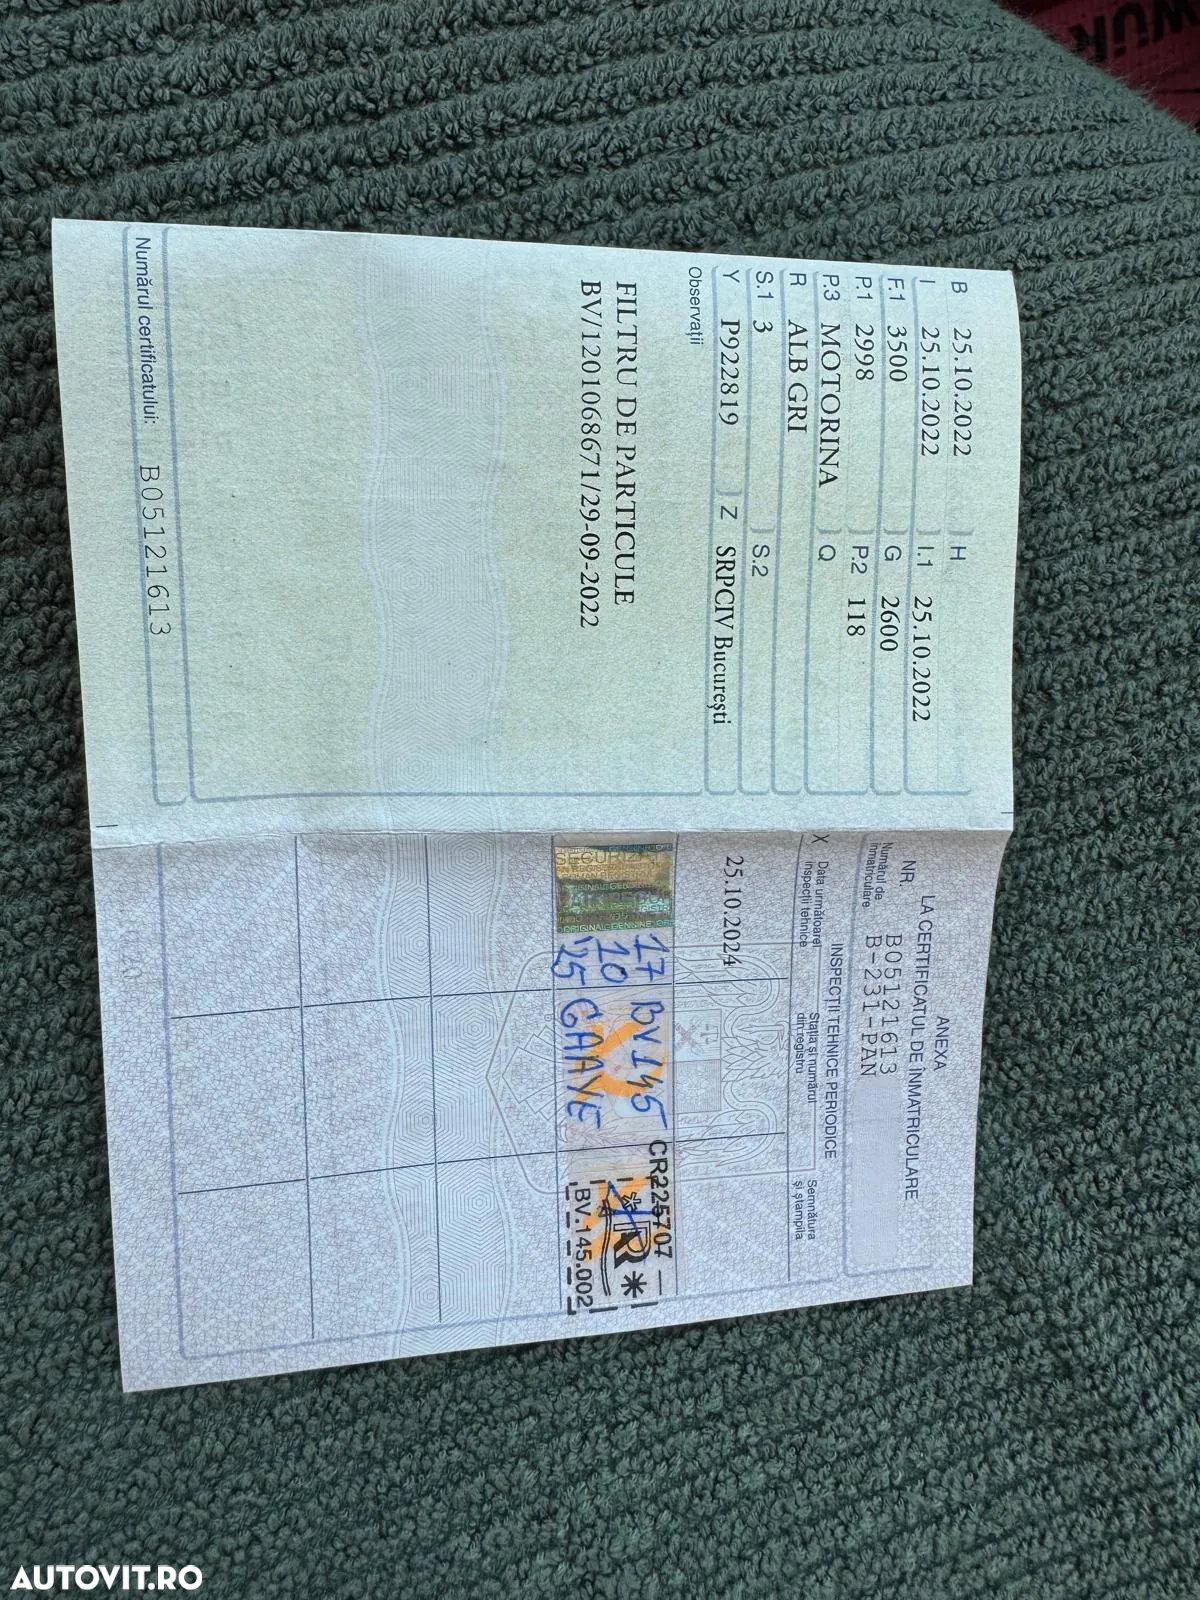 B 25.10.2022 H
I 25.10.2022 I.1 25.10.2022
F.1 3500 G 2600
P.1 2998 P.2 118
P.3 MOTORINA Q
R ALB GRI
S.1 3 S.2
Y P922819 Z SRPCIV București
Observații
FILTRU DE PARTICULE
BV/1201068671/29-09-2022
Numărul certificatului: B05121613
ANEXA
LA CERTIFICATUL DE ÎNMATRICULARE
NR. B05121613
Numărul de înmatriculare B-231-PAN
INSPECȚII TEHNICE PERIODICE
X Data următoarei inspecții tehnice
Stația și numărul din registru
Semnătura și ștampila
25.10.2024
17 BV145
10
'25
CR225707
R
BV.145.002
ORIGINAL
WÜR
AUTOVIT.RO